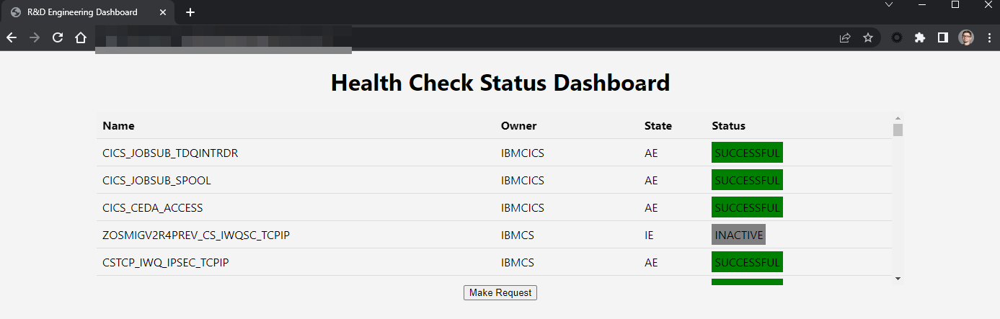 R&D Engineering Dashboard
Health Check Status Dashboard
Name Owner State Status
CICS_JOBSUB_TDQINTRDR IBMCICS AE SUCCESSFUL
CICS_JOBSUB_SPOOL IBMCICS AE SUCCESSFUL
CICS_CEDA_ACCESS IBMCICS AE SUCCESSFUL
ZOSMIGV2R4PREV_CS_IWQSC_TCPIP IBMCS IE INACTIVE
CSTCP_IWQ_IPSEC_TCPIP IBMCS AE SUCCESSFUL
Make Request